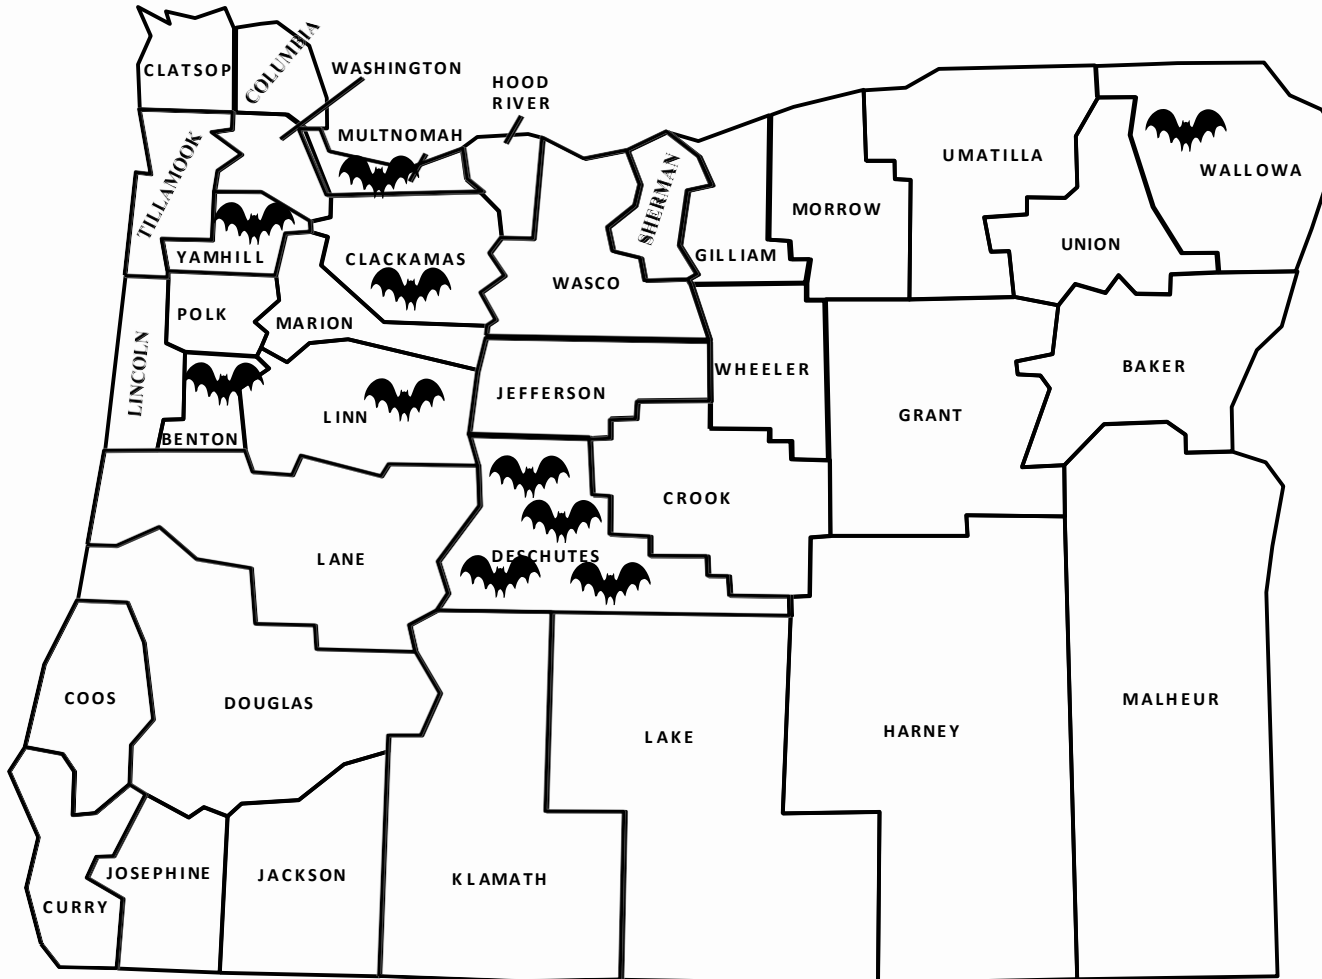 CLATSOP
COLUMBIA
WASHINGTON
HOOD
RIVER
MULTNOMAH
TILLAMOOK
SHERMAN
UMATILLA
WALLOWA
MORROW
UNION
YAMHILL
CLACKAMAS
GILLIAM
WASCO
POLK
MARION
LINCOLN
WHEELER
BAKER
JEFFERSON
LINN
GRANT
BENTON
CROOK
LANE
DESCHUTES
COOS
DOUGLAS
MALHEUR
LAKE
HARNEY
JOSEPHINE
JACKSON
KLAMATH
CURRY